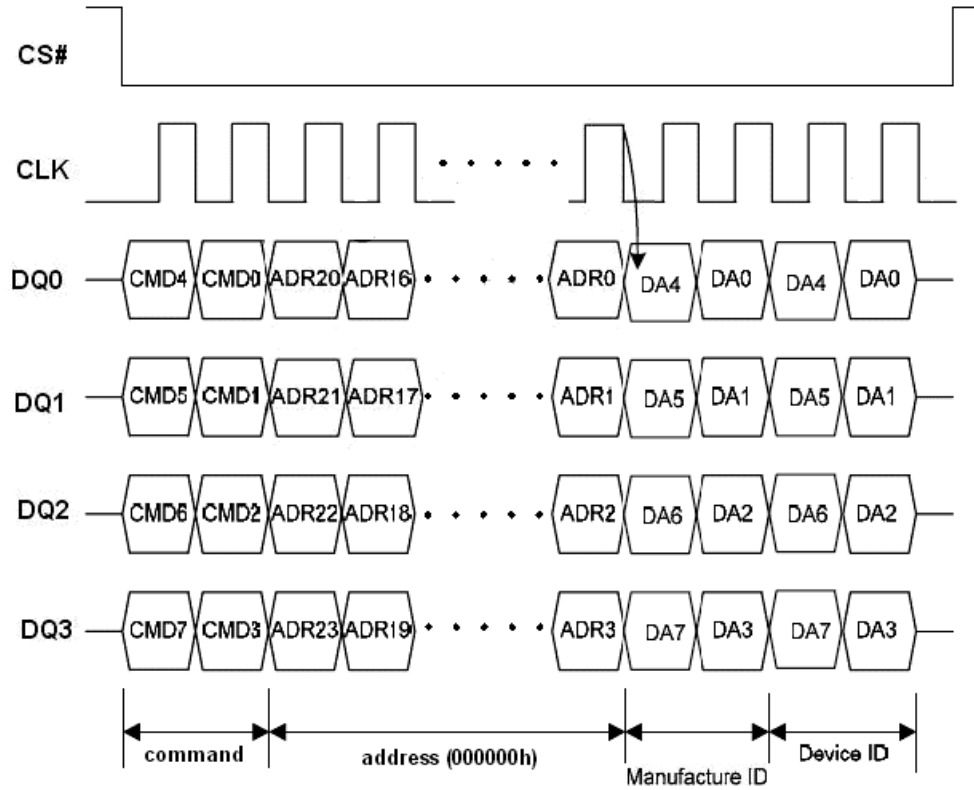 CS#
CLK
DQ0 CMD4 CMD0 ADR20 ADR16 ADR0 DA4 DA0 DA4 DA0
DQ1 CMD5 CMD1 ADR21 ADR17 ADR1 DA5 DA1 DA5 DA1
DQ2 CMD6 CMD2 ADR22 ADR18 ADR2 DA6 DA2 DA6 DA2
DQ3 CMD7 CMD3 ADR23 ADR19 ADR3 DA7 DA3 DA7 DA3
command address (000000h) Manufacture ID Device ID